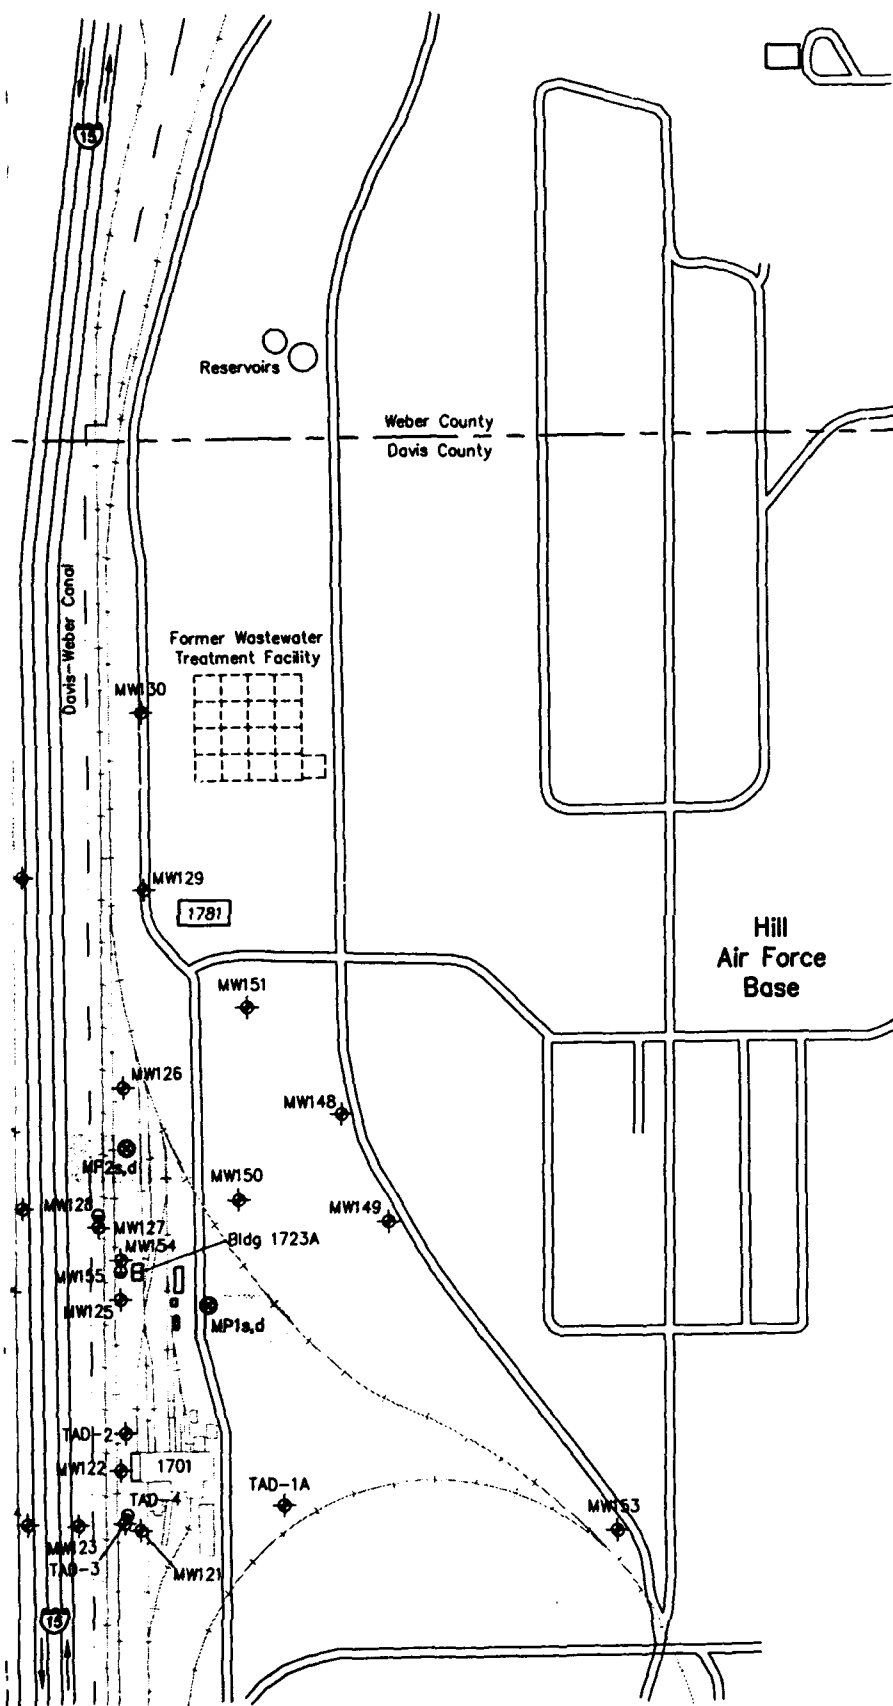 15
Reservoirs
Weber County
Davis County
Davis-Weber Canal
Former Wastewater
Treatment Facility
MW130
MW129
1781
Hill
Air Force
Base
MW151
MW126
MW148
MP2s,d
MW150
MW128
MW149
MW127
Bldg 1723A
MW154
MW155
MW125
MP1s,d
TAD-2
MW122
1701
TAD-4
TAD-1A
MW153
4
MW123
TAD-3
MW121
15